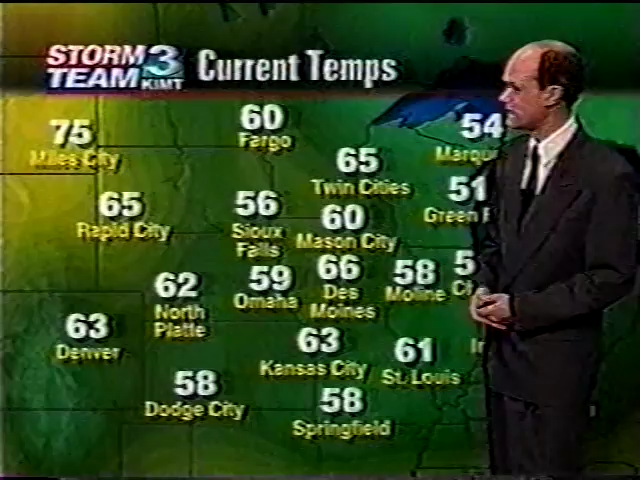 STORM
TEAM 3
KIMT
Current Temps
75
Miles City
60
Fargo
54
65
Twin Cities
51
Green
65
Rapid City
56
Sioux
Falls
60
Mason City
62
North
Platte
59
Omaha
66
Des
Moines
58
Moline
5
63
Denver
63
Kansas City
61
St. Louis
58
Dodge City
58
Springfield